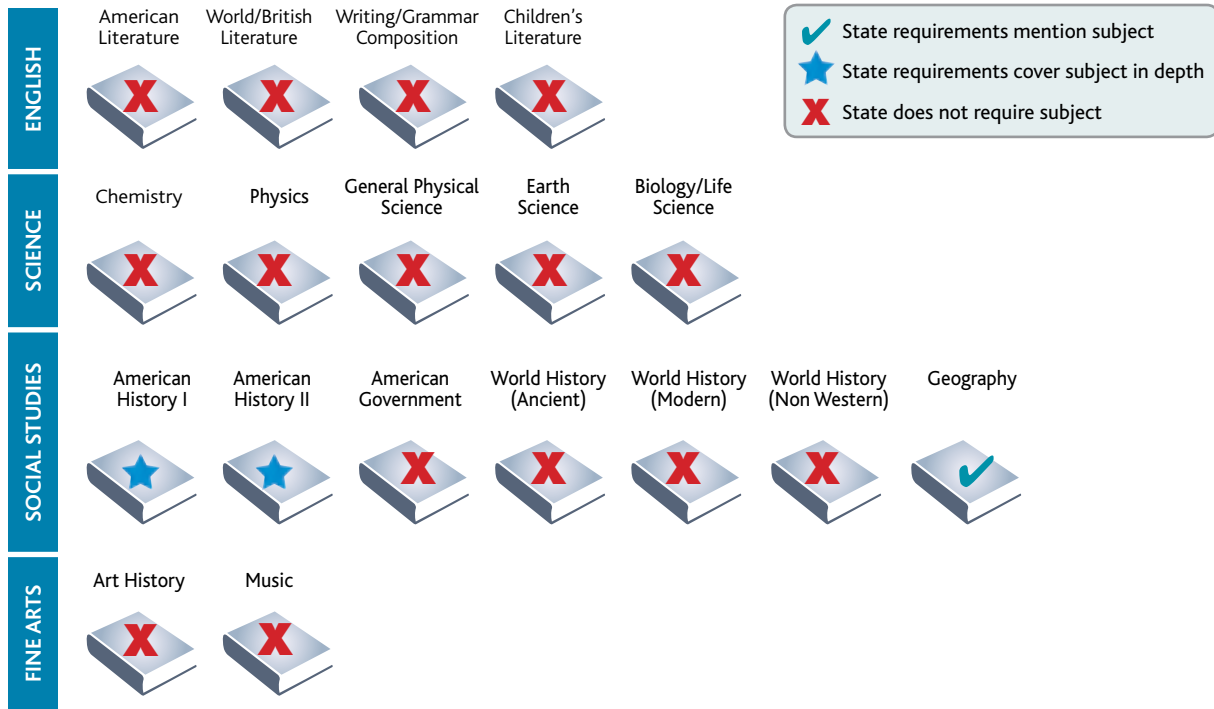 ENGLISH
American
Literature
World/British
Literature
Writing/Grammar
Composition
Children's
Literature
State requirements mention subject
State requirements cover subject in depth
State does not require subject
SCIENCE
Chemistry
Physics
General Physical
Science
Earth
Science
Biology/Life
Science
SOCIAL STUDIES
American
History I
American
History II
American
Government
World History
(Ancient)
World History
(Modern)
World History
(Non Western)
Geography
FINE ARTS
Art History
Music